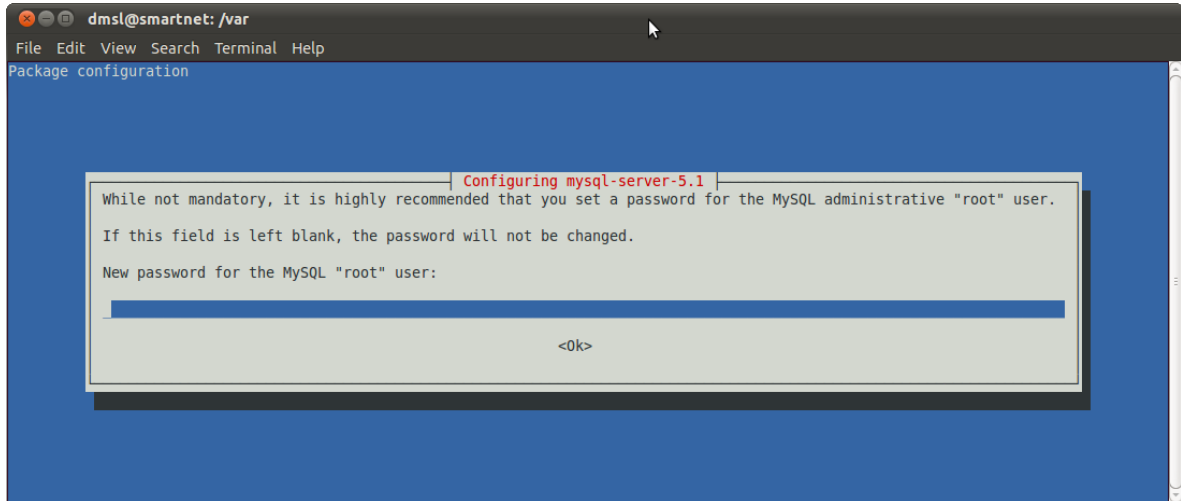 dmsl@smartnet: /var
File Edit View Search Terminal Help
Package configuration
Configuring mysql-server-5.1
While not mandatory, it is highly recommended that you set a password for the MySQL administrative "root" user.
If this field is left blank, the password will not be changed.
New password for the MySQL "root" user:
<Ok>